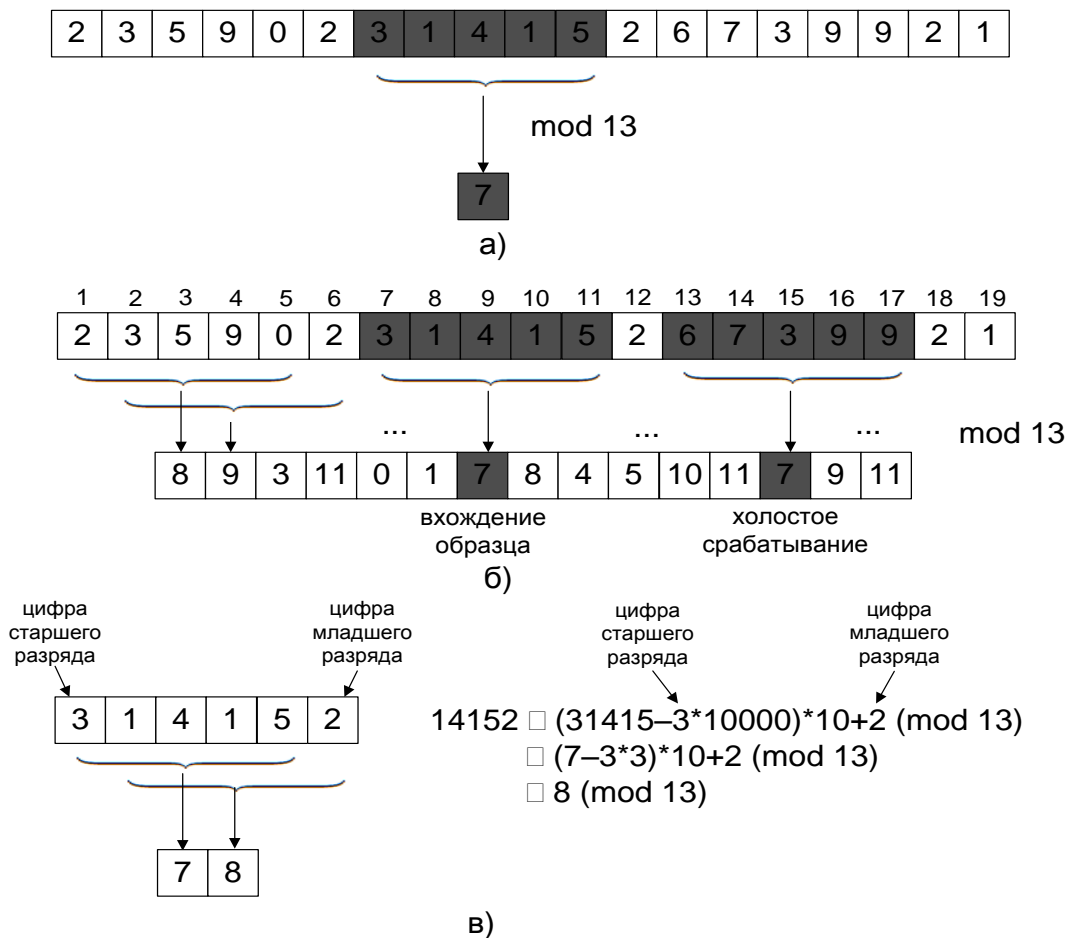 2 3 5 9 0 2 3 1 4 1 5 2 6 7 3 9 9 2 1
mod 13
7
а)
1 2 3 4 5 6 7 8 9 10 11 12 13 14 15 16 17 18 19
2 3 5 9 0 2 3 1 4 1 5 2 6 7 3 9 9 2 1
... ... ... mod 13
8 9 3 11 0 1 7 8 4 5 10 11 7 9 11
вхождение
образца
холостое
срабатывание
б)
цифра
старшего
разряда
цифра
младшего
разряда
3 1 4 1 5 2
7 8
цифра
старшего
разряда
цифра
младшего
разряда
14152 □ (31415–3*10000)*10+2 (mod 13)
□ (7–3*3)*10+2 (mod 13)
□ 8 (mod 13)
в)